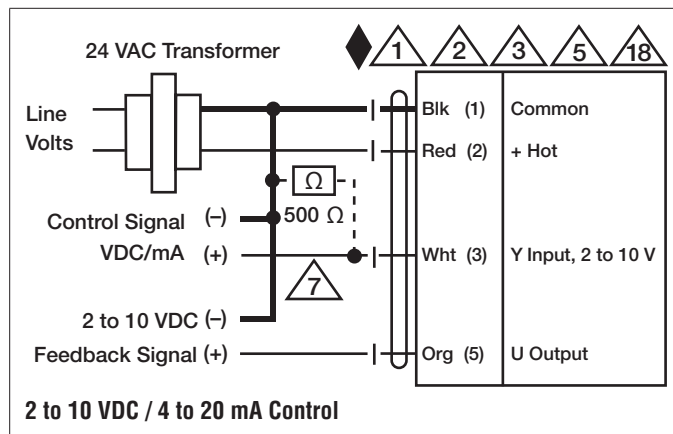 24 VAC Transformer
1 2 3 5 18
Line
Volts
Blk (1) Common
Red (2) + Hot
Ω
500 Ω
Control Signal (–)
VDC/mA (+)
Wht (3) Y Input, 2 to 10 V
7
2 to 10 VDC (–)
Feedback Signal (+)
Org (5) U Output
2 to 10 VDC / 4 to 20 mA Control